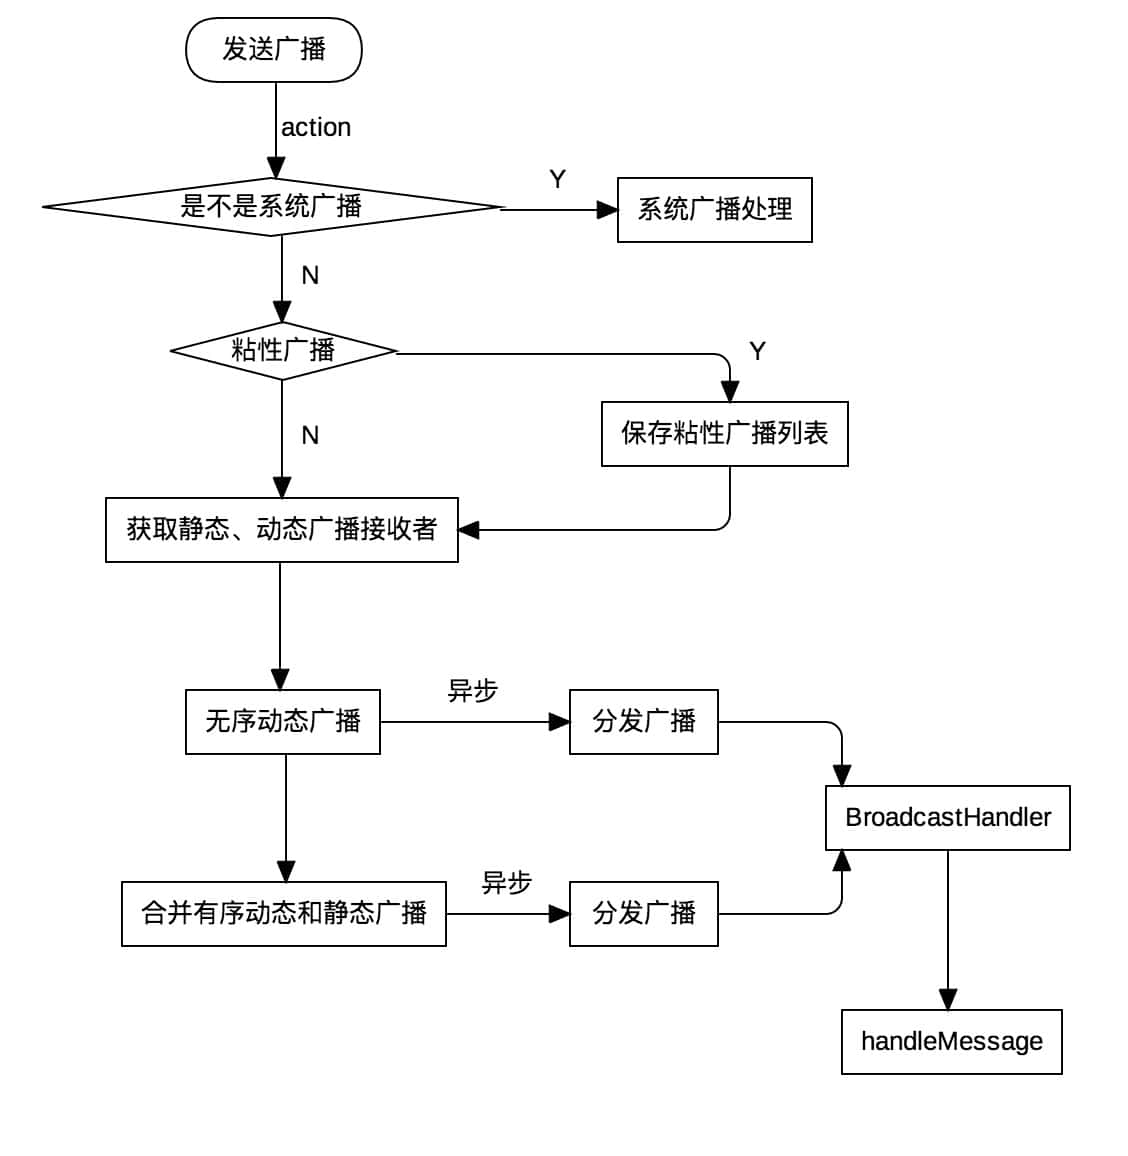 发送广播
action
是不是系统广播
Y
系统广播处理
N
粘性广播
Y
保存粘性广播列表
N
获取静态、动态广播接收者
无序动态广播
异步
分发广播
BroadcastHandler
合并有序动态和静态广播
异步
分发广播
handleMessage